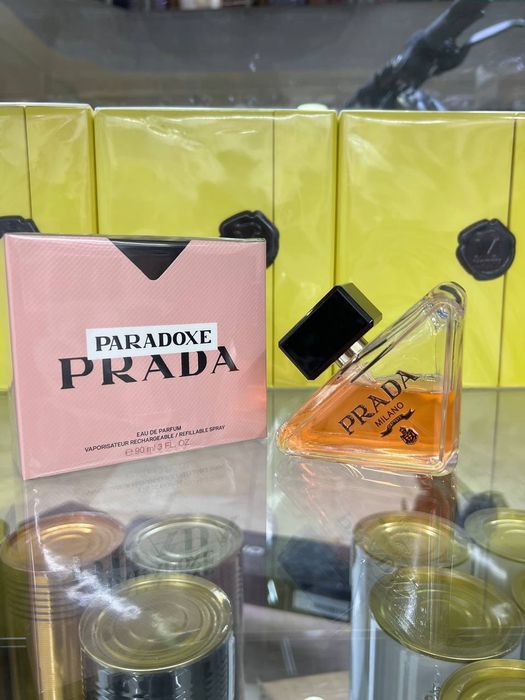 PARADOXE
PRADA
EAU DE PARFUM
VAPORISATEUR RECHARGEABLE / REFILLABLE SPRAY
℮ 90 ml 3 FL. OZ.
PRADA
MILANO